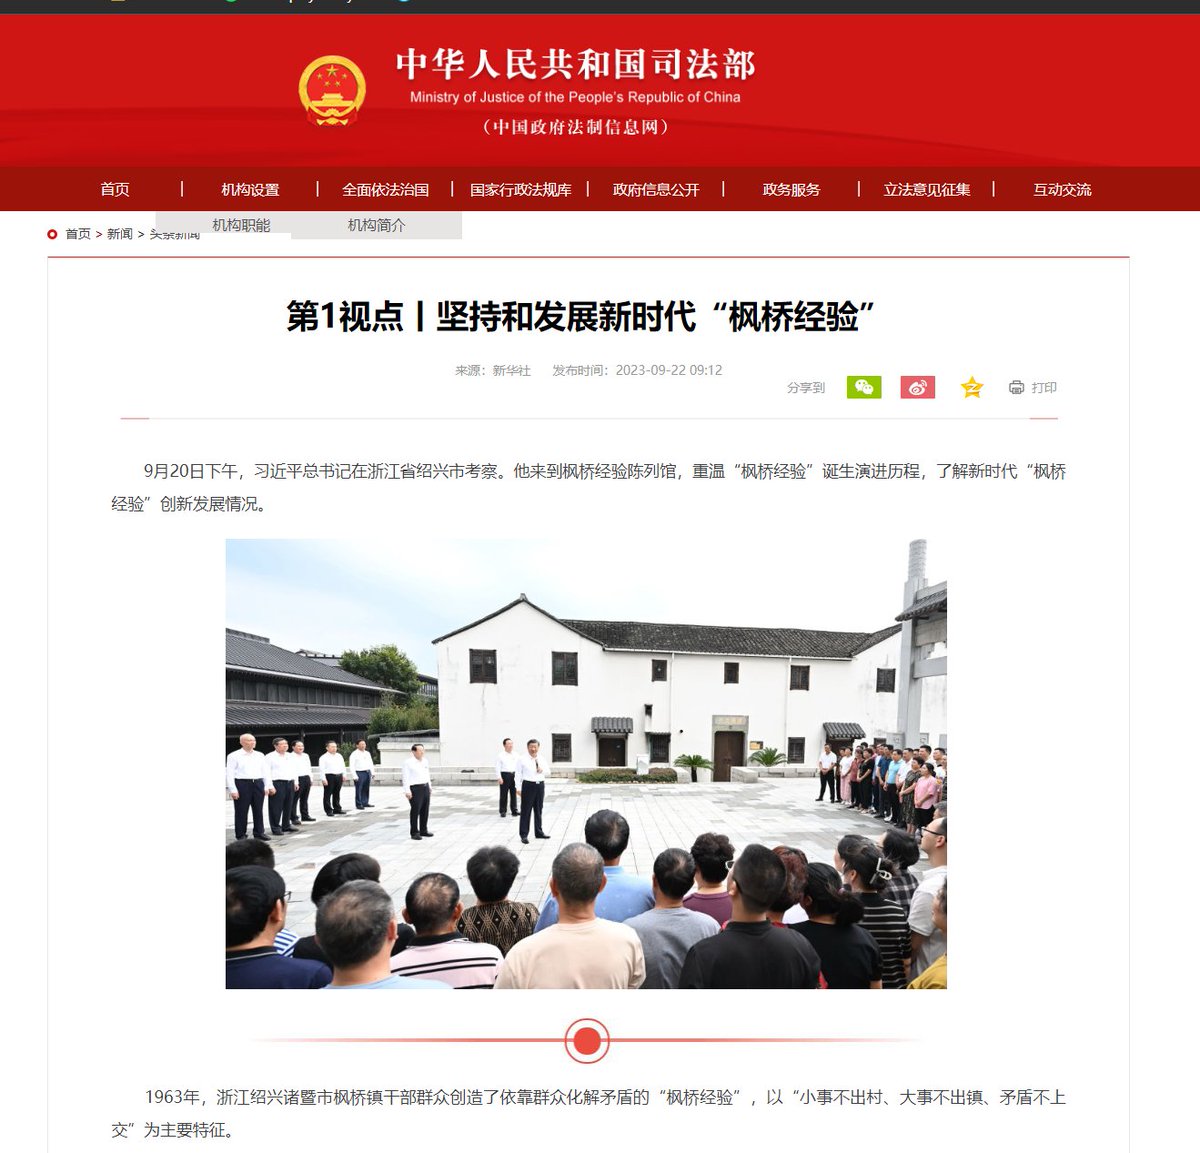 中华人民共和国司法部
Ministry of Justice of the People's Republic of China
（中国政府法制信息网）
首页 | 机构设置 | 全面依法治国 | 国家行政法规库 | 政府信息公开 | 政务服务 | 立法意见征集 | 互动交流
机构职能 机构简介
首页 > 新闻 > 头条新闻
第1视点丨坚持和发展新时代“枫桥经验”
来源：新华社 发布时间：2023-09-22 09:12
分享到 打印
9月20日下午，习近平总书记在浙江省绍兴市考察。他来到枫桥经验陈列馆，重温“枫桥经验”诞生演进历程，了解新时代“枫桥
经验”创新发展情况。
1963年，浙江绍兴诸暨市枫桥镇干部群众创造了依靠群众化解矛盾的“枫桥经验”，以“小事不出村、大事不出镇、矛盾不上
交”为主要特征。